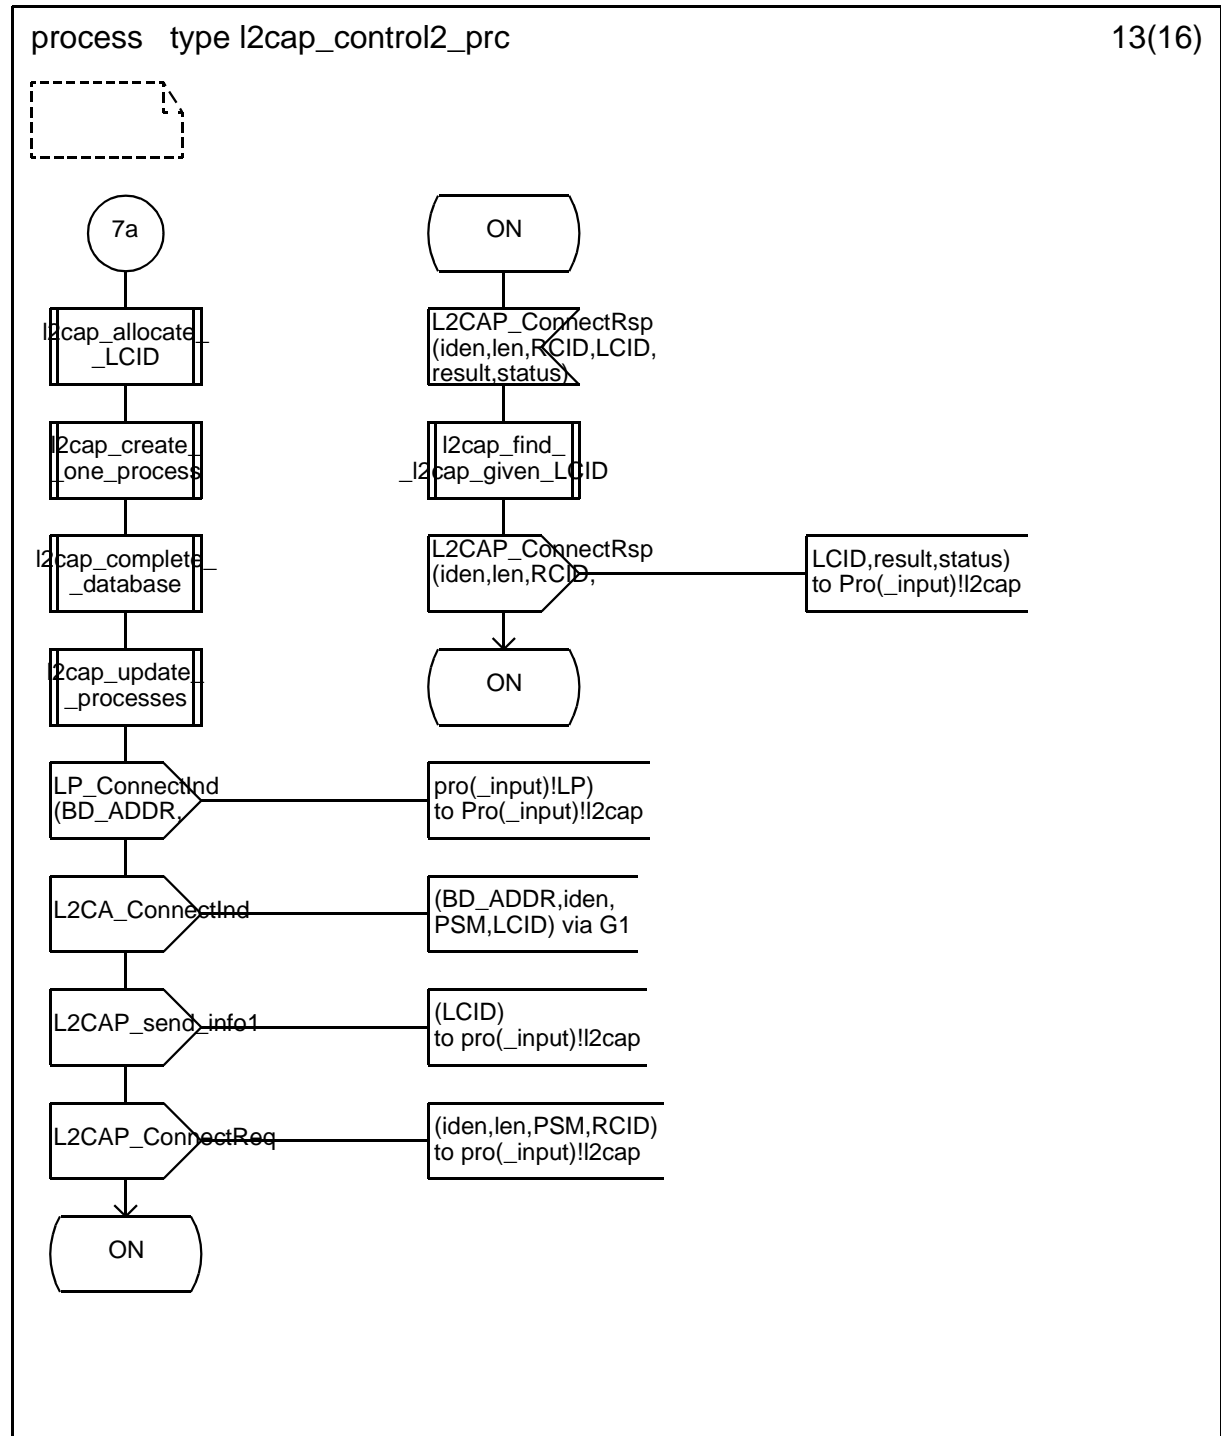 process type l2cap_control2_prc
13(16)
7a
l2cap_allocate_
_LCID
l2cap_create_
_one_process
l2cap_complete_
_database
l2cap_update_
_processes
LP_ConnectInd
(BD_ADDR,
pro(_input)!LP)
to Pro(_input)!l2cap
L2CA_ConnectInd
(BD_ADDR,iden,
PSM,LCID) via G1
L2CAP_send_info1
(LCID)
to pro(_input)!l2cap
L2CAP_ConnectReq
(iden,len,PSM,RCID)
to pro(_input)!l2cap
ON
ON
L2CAP_ConnectRsp
(iden,len,RCID,LCID,
result,status)
l2cap_find_
_l2cap_given_LCID
L2CAP_ConnectRsp
(iden,len,RCID,
LCID,result,status)
to Pro(_input)!l2cap
ON